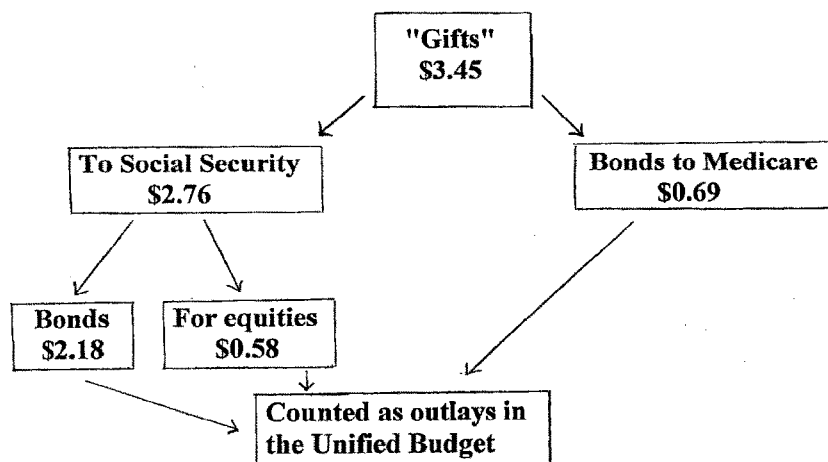 "Gifts"
$3.45
To Social Security
$2.76
Bonds to Medicare
$0.69
Bonds
$2.18
For equities
$0.58
Counted as outlays in
the Unified Budget